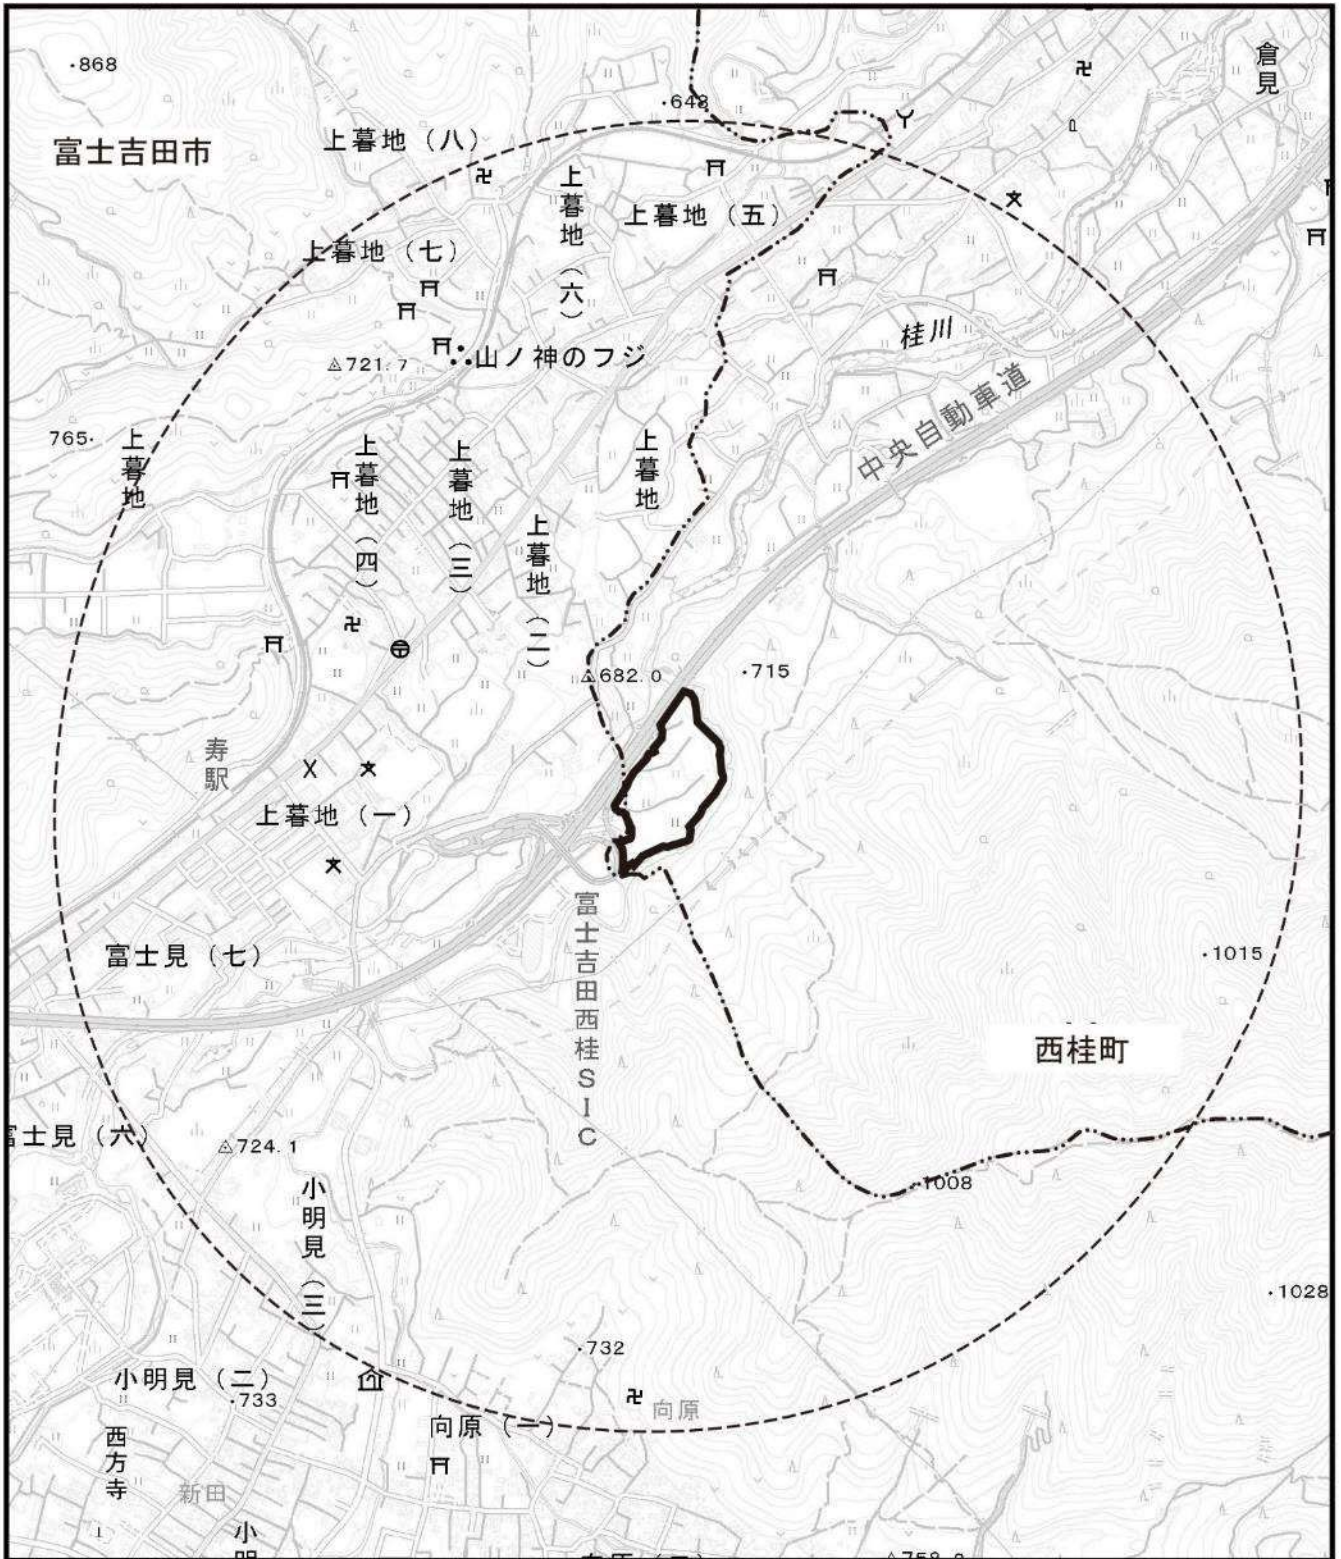 倉見
・868
・643
富士吉田市
上暮地（八）
上暮地（六）
上暮地（五）
上暮地（七）
桂川
山ノ神のフジ
721.7
中央自動車道
765・
上暮地
上暮地（四）
上暮地（三）
上暮地
上暮地（二）
682.0
・715
寿駅
上暮地（一）
富士吉田西桂SIC
富士見（七）
・1015
西桂町
富士見（六）
724.1
・1008
小明見（三）
・1028
・732
小明見（二）
・733
向原
向原（一）
西方寺
新田
小明